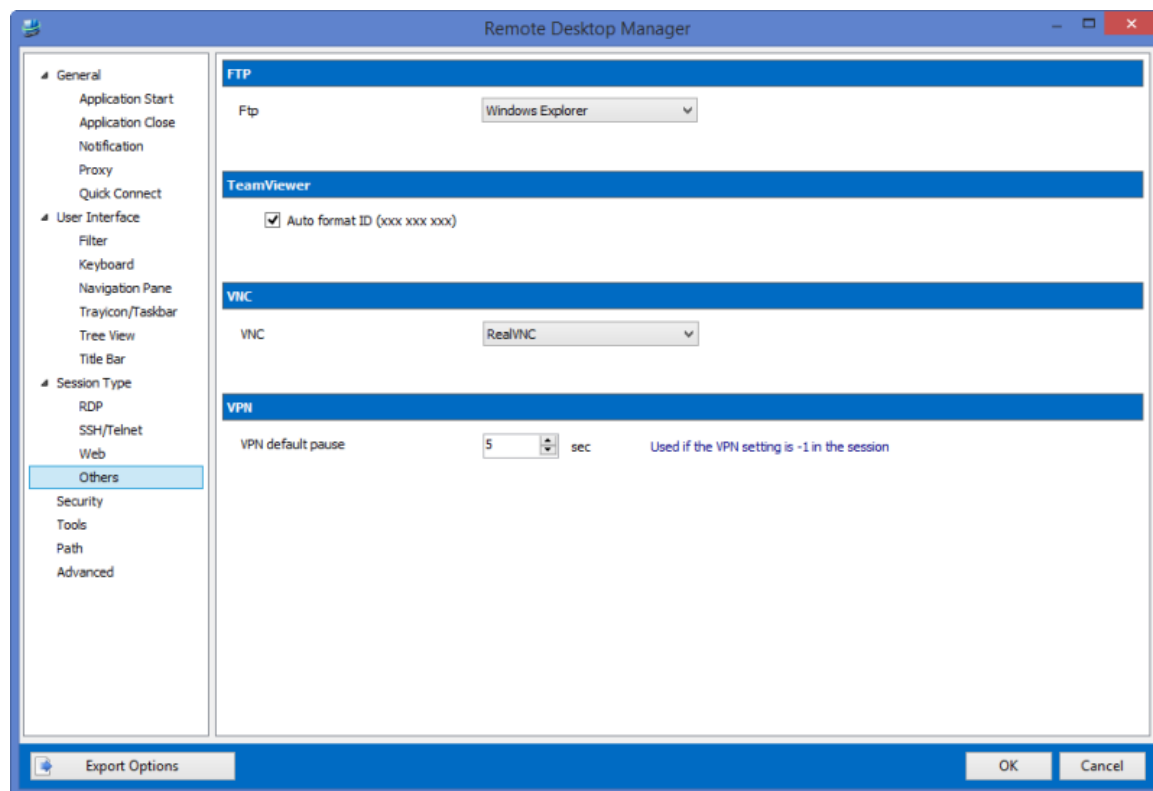 Remote Desktop Manager
General
Application Start
Application Close
Notification
Proxy
Quick Connect
User Interface
Filter
Keyboard
Navigation Pane
Trayicon/Taskbar
Tree View
Title Bar
Session Type
RDP
SSH/Telnet
Web
Others
Security
Tools
Path
Advanced
FTP
Ftp Windows Explorer
TeamViewer
Auto format ID (xxx xxx xxx)
VNC
VNC RealVNC
VPN
VPN default pause 5 sec Used if the VPN setting is -1 in the session
Export Options OK Cancel